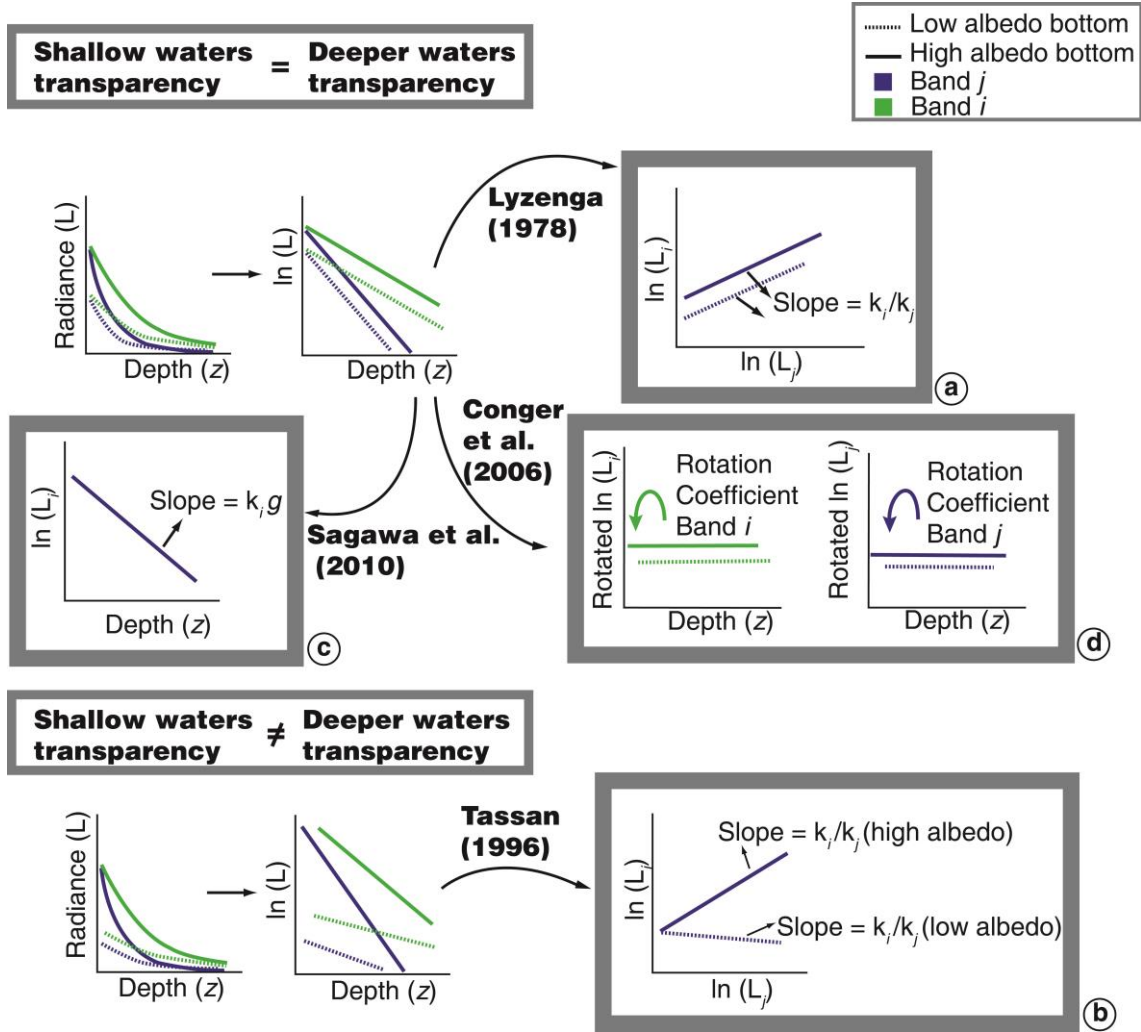 Shallow waters transparency = Deeper waters transparency
Low albedo bottom
High albedo bottom
Band j
Band i
Radiance (L)
Depth (z)
ln (L)
Depth (z)
Lyzenga
(1978)
ln (Li)
Slope = ki/kj
ln (Lj)
a
Conger
et al.
(2006)
Sagawa et al.
(2010)
ln (Li)
Slope = ki g
Depth (z)
c
Rotated ln (Li)
Rotation
Coefficient
Band i
Depth (z)
Rotated ln (Lj)
Rotation
Coefficient
Band j
Depth (z)
d
Shallow waters transparency ≠ Deeper waters transparency
Radiance (L)
Depth (z)
ln (L)
Depth (z)
Tassan
(1996)
ln (Li)
Slope = ki/kj (high albedo)
Slope = ki/kj (low albedo)
ln (Lj)
b